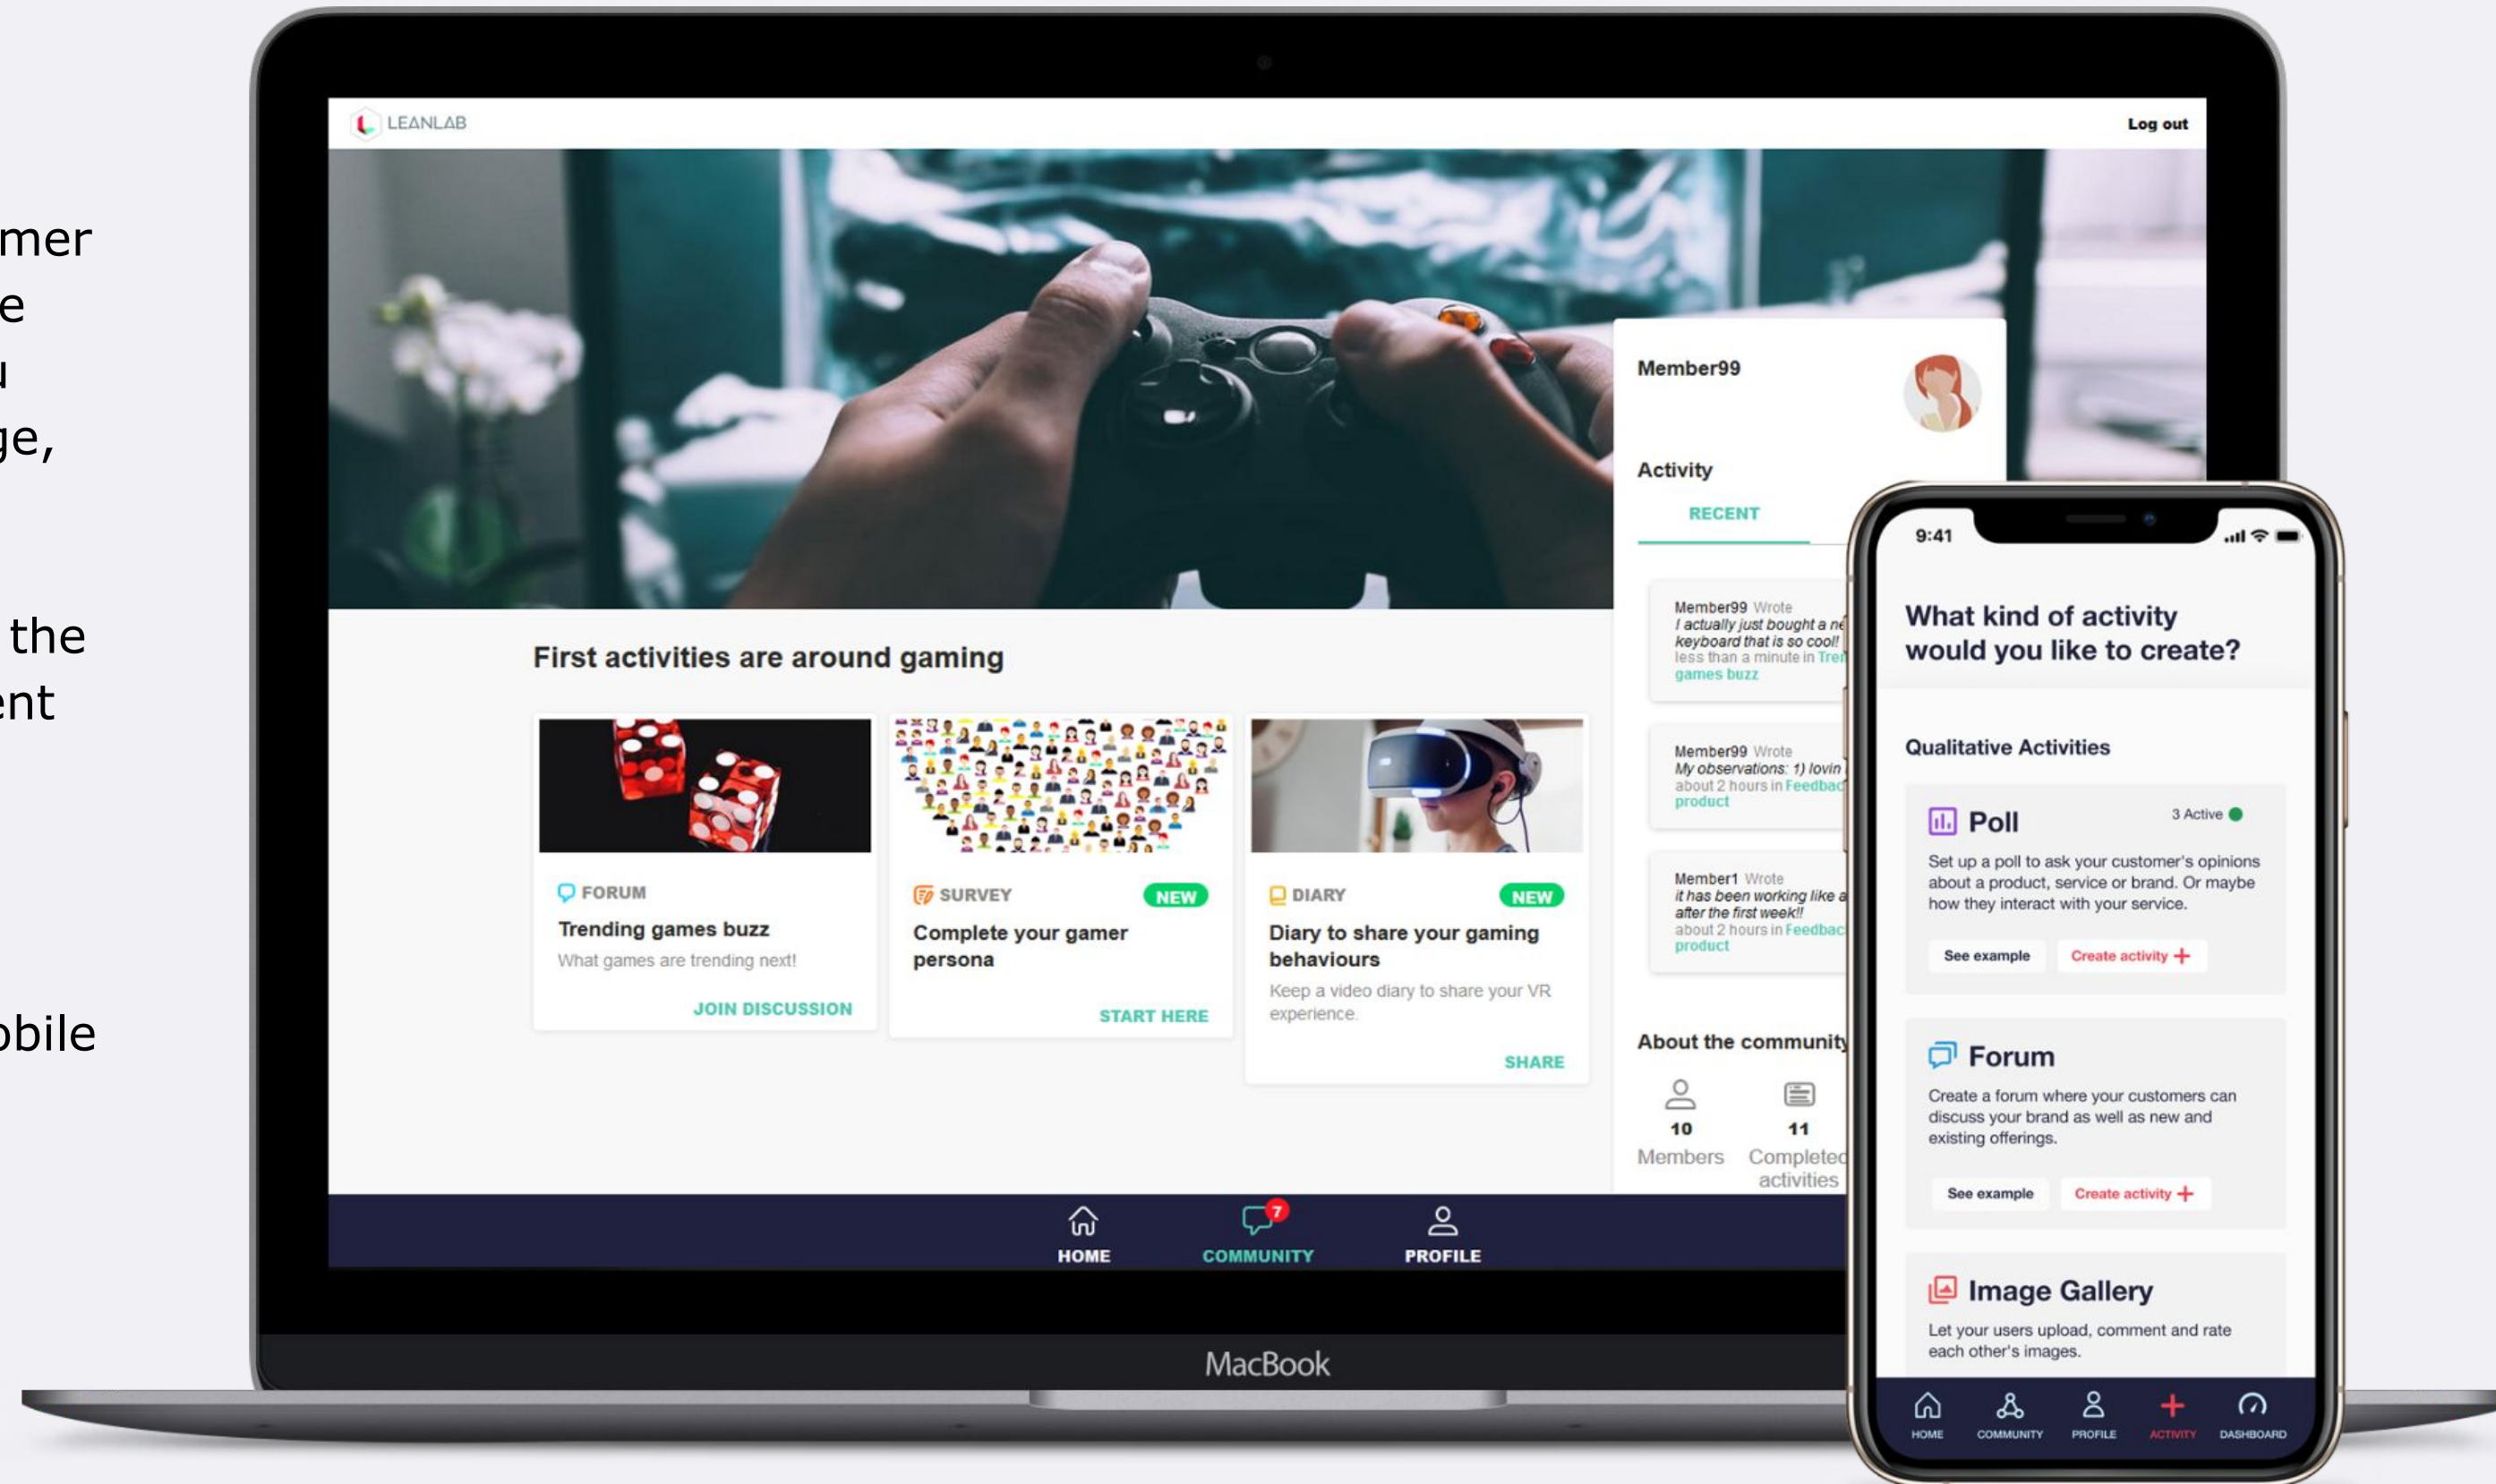 mer
e
u
ge,
the
ent
obile
LEANLAB
Log out
Member99
Activity
RECENT
Member99 Wrote
I actually just bought a ne
keyboard that is so cool!
less than a minute in Tren
games buzz
Member99 Wrote
My observations: 1) lovin
about 2 hours in Feedbac
product
Member1 Wrote
it has been working like a
after the first week!!
about 2 hours in Feedbac
product
About the community
10
Members
11
Completed
activities
First activities are around gaming
FORUM
Trending games buzz
What games are trending next!
JOIN DISCUSSION
SURVEY
NEW
Complete your gamer
persona
START HERE
DIARY
NEW
Diary to share your gaming
behaviours
Keep a video diary to share your VR
experience.
SHARE
HOME
7
COMMUNITY
PROFILE
MacBook
9:41
What kind of activity
would you like to create?
Qualitative Activities
Poll
3 Active
Set up a poll to ask your customer's opinions
about a product, service or brand. Or maybe
how they interact with your service.
See example
Create activity +
Forum
Create a forum where your customers can
discuss your brand as well as new and
existing offerings.
See example
Create activity +
Image Gallery
Let your users upload, comment and rate
each other's images.
HOME
COMMUNITY
PROFILE
ACTIVITY
DASHBOARD